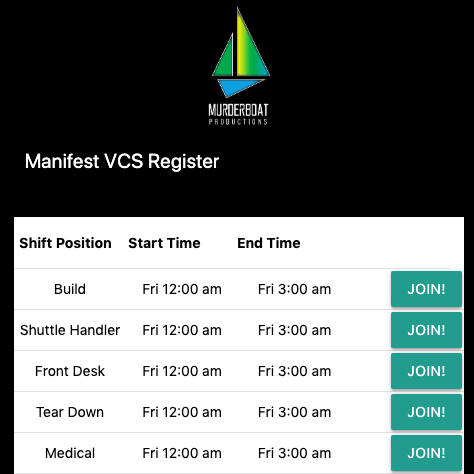 MURDERBOAT
PRODUCTIONS
Manifest VCS Register
Shift Position Start Time End Time
Build Fri 12:00 am Fri 3:00 am JOIN!
Shuttle Handler Fri 12:00 am Fri 3:00 am JOIN!
Front Desk Fri 12:00 am Fri 3:00 am JOIN!
Tear Down Fri 12:00 am Fri 3:00 am JOIN!
Medical Fri 12:00 am Fri 3:00 am JOIN!